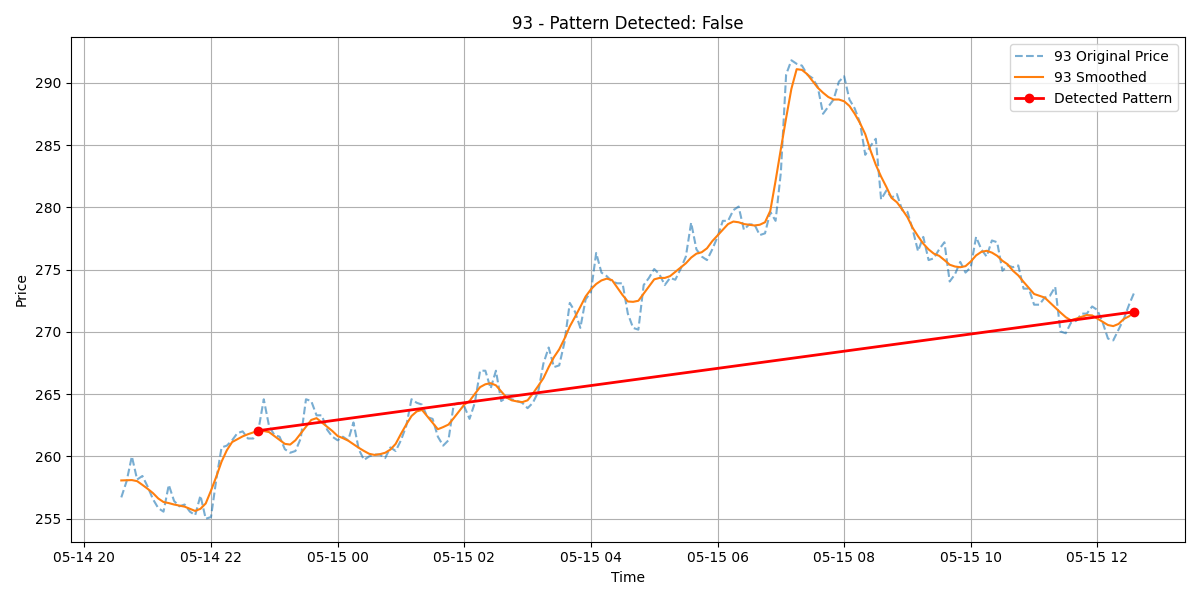 93 - Pattern Detected: False
93 Original Price
93 Smoothed
Detected Pattern
Price
290
285
280
275
270
265
260
255
05-14 20
05-14 22
05-15 00
05-15 02
05-15 04
05-15 06
05-15 08
05-15 10
05-15 12
Time